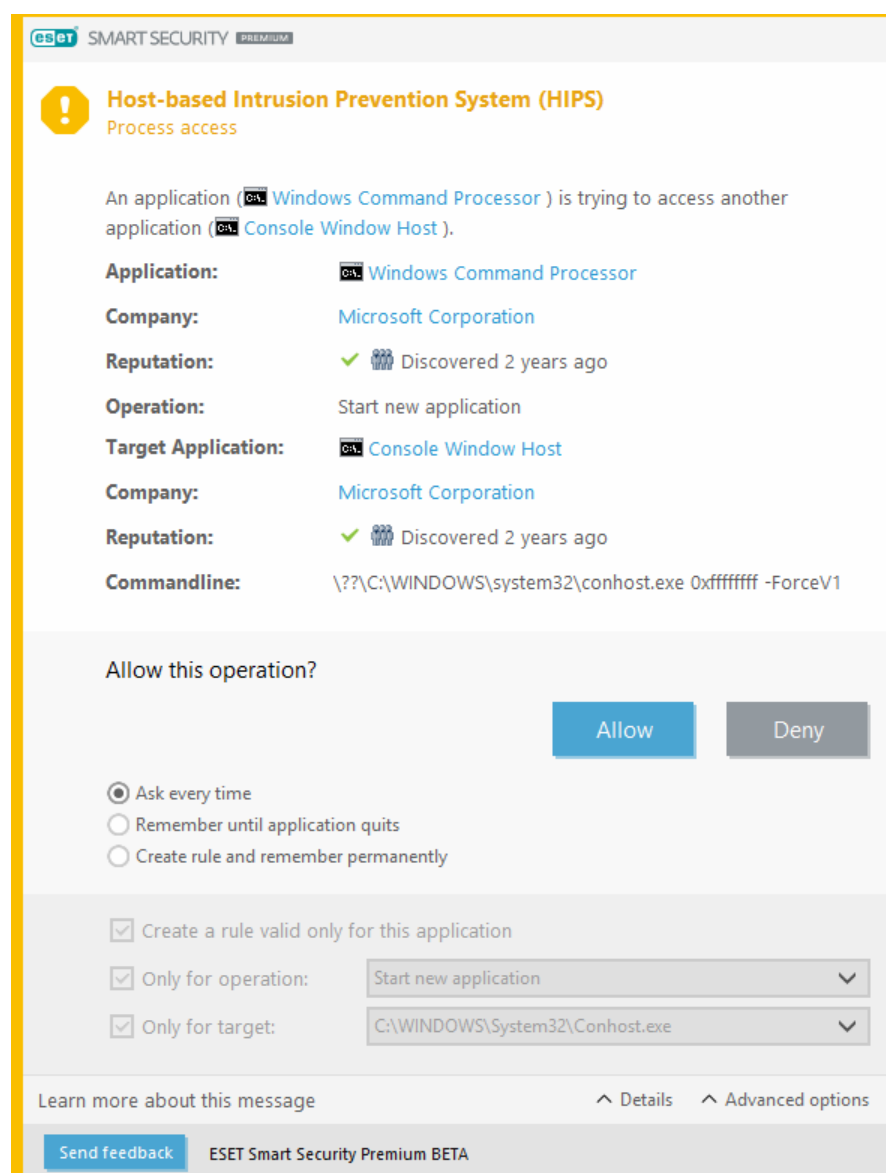 eset SMART SECURITY PREMIUM
Host-based Intrusion Prevention System (HIPS)
Process access
An application ( Windows Command Processor ) is trying to access another
application ( Console Window Host ).
Application: Windows Command Processor
Company: Microsoft Corporation
Reputation: Discovered 2 years ago
Operation: Start new application
Target Application: Console Window Host
Company: Microsoft Corporation
Reputation: Discovered 2 years ago
Commandline: \??\C:\WINDOWS\system32\conhost.exe 0xffffffff -ForceV1
Allow this operation?
Allow Deny
Ask every time
Remember until application quits
Create rule and remember permanently
Create a rule valid only for this application
Only for operation: Start new application
Only for target: C:\WINDOWS\System32\Conhost.exe
Learn more about this message Details Advanced options
Send feedback ESET Smart Security Premium BETA